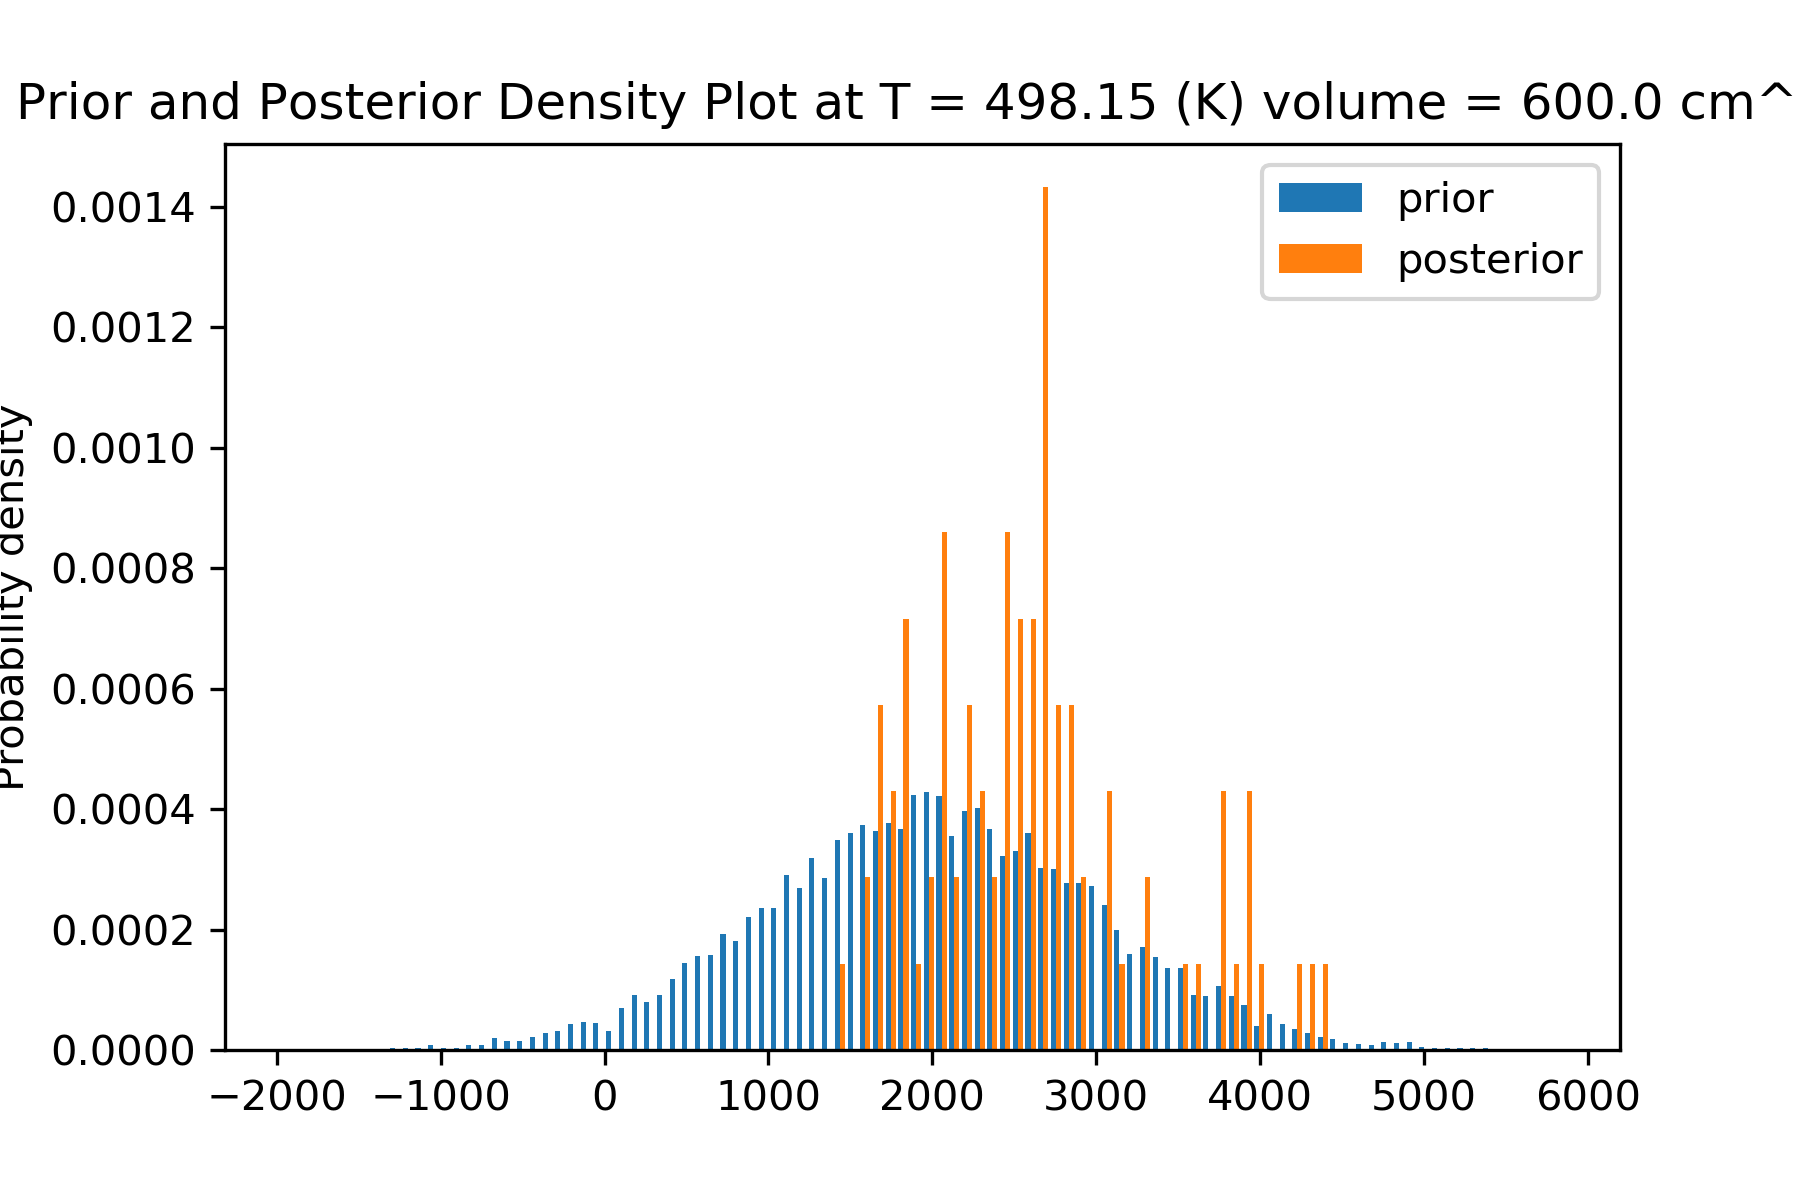 Prior and Posterior Density Plot at T = 498.15 (K) volume = 600.0 cm^
prior
posterior
Probability density
0.0014
0.0012
0.0010
0.0008
0.0006
0.0004
0.0002
0.0000
−2000 −1000 0 1000 2000 3000 4000 5000 6000